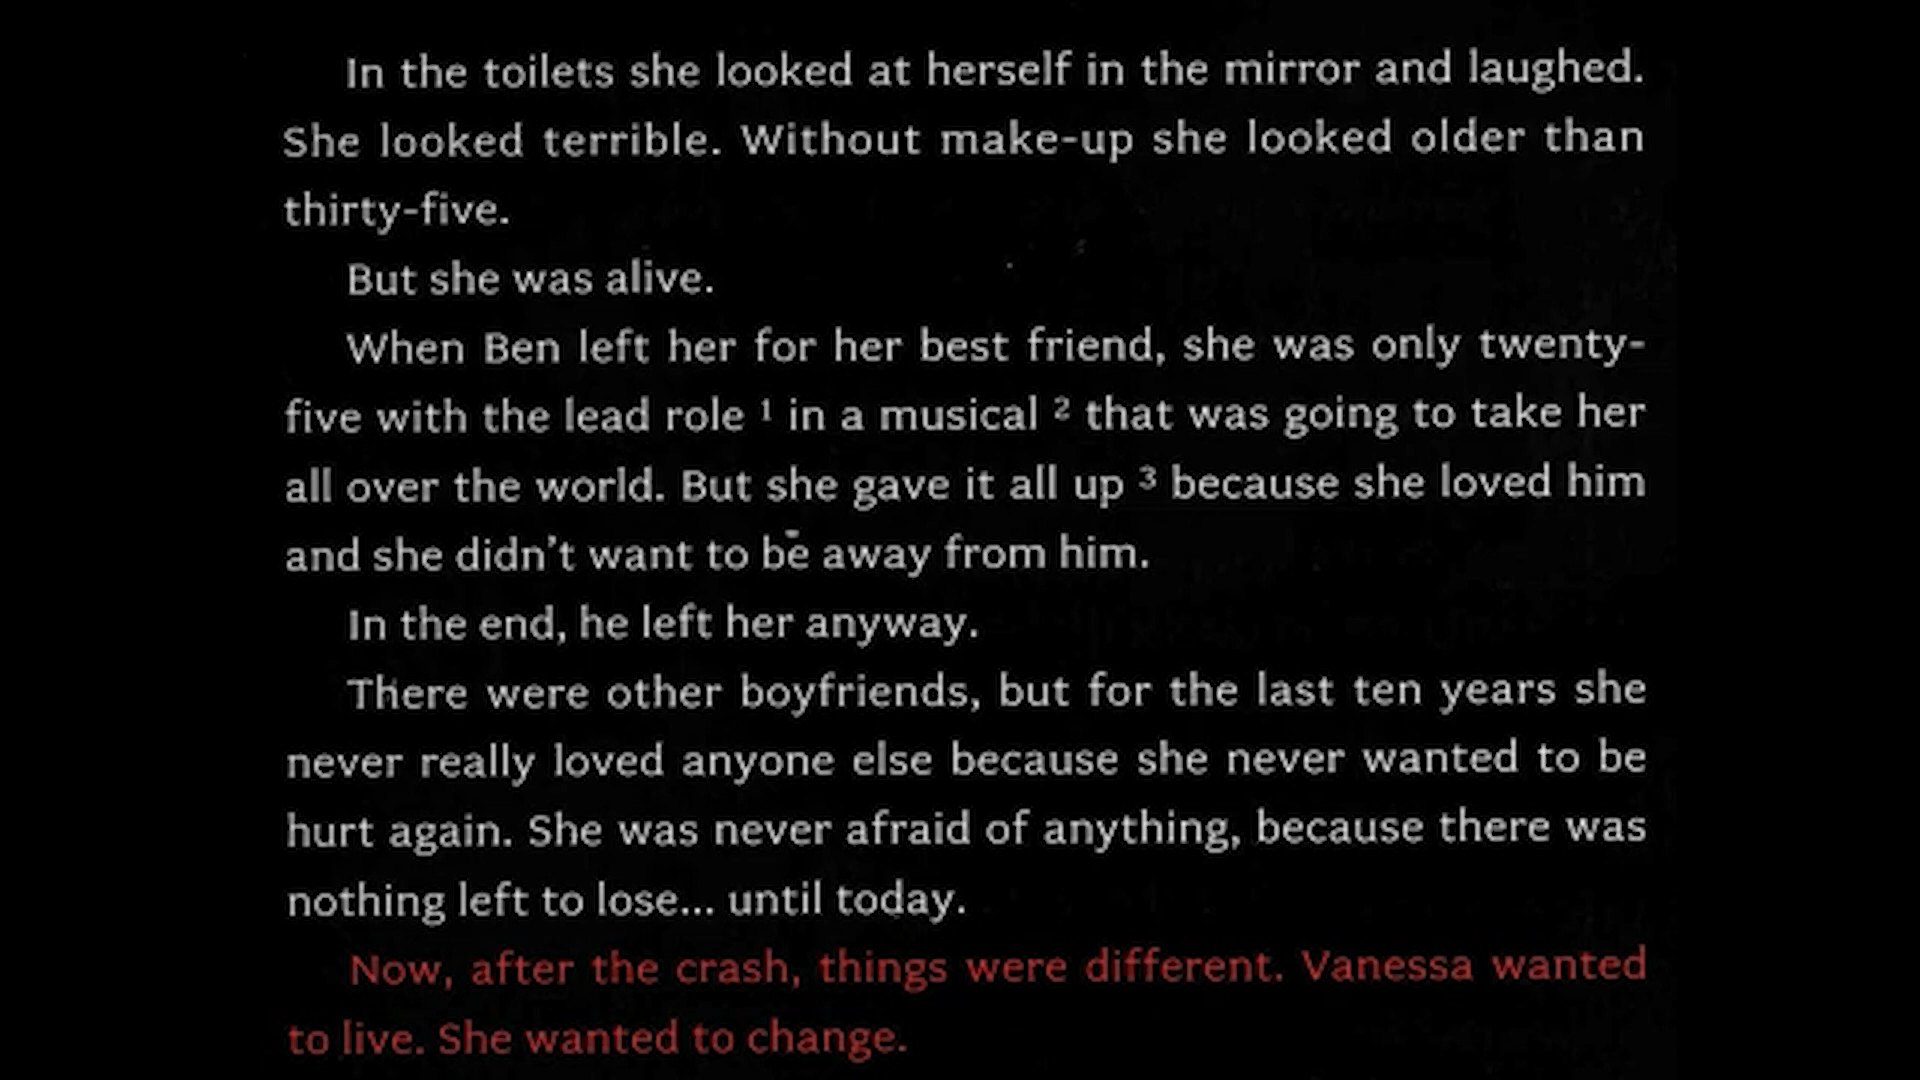 In the toilets she looked at herself in the mirror and laughed.
She looked terrible. Without make-up she looked older than
thirty-five.
But she was alive.
When Ben left her for her best friend, she was only twenty-
five with the lead role ¹ in a musical ² that was going to take her
all over the world. But she gave it all up ³ because she loved him
and she didn't want to be away from him.
In the end, he left her anyway.
There were other boyfriends, but for the last ten years she
never really loved anyone else because she never wanted to be
hurt again. She was never afraid of anything, because there was
nothing left to lose... until today.
Now, after the crash, things were different. Vanessa wanted
to live. She wanted to change.